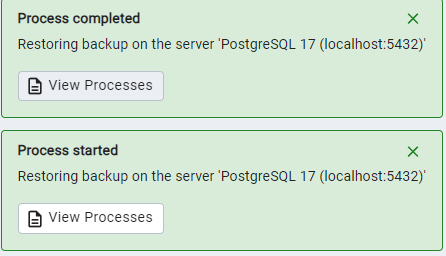 Process completed
Restoring backup on the server 'PostgreSQL 17 (localhost:5432)'
View Processes
Process started
Restoring backup on the server 'PostgreSQL 17 (localhost:5432)'
View Processes